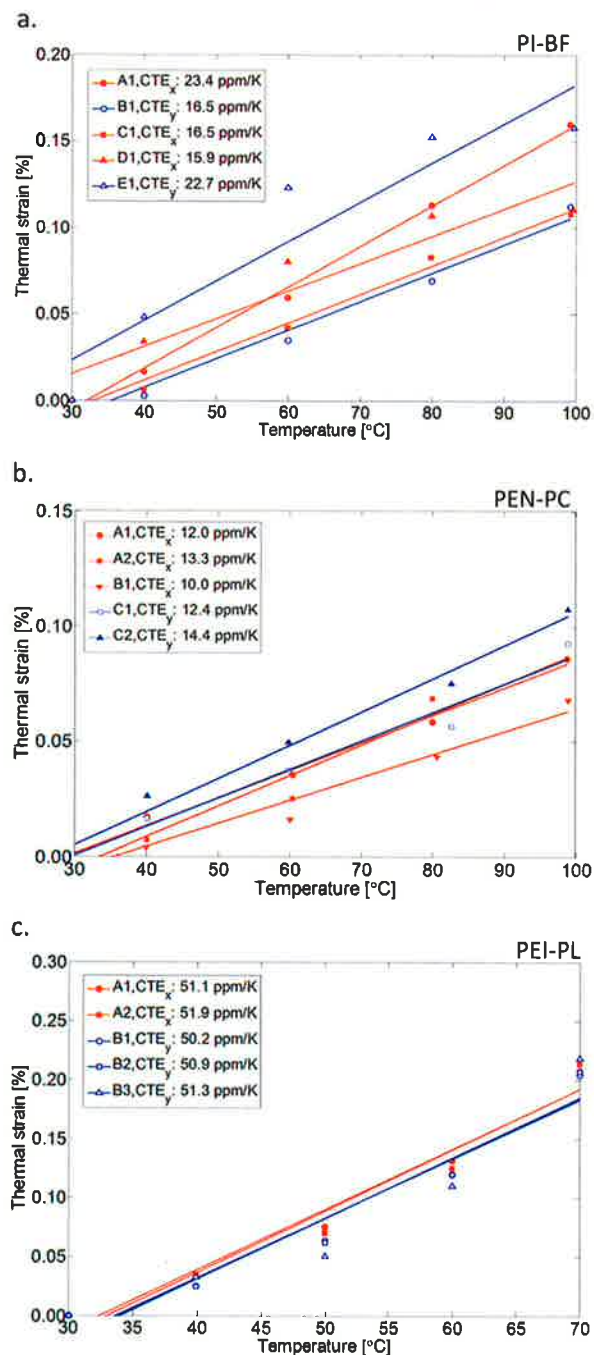 a.
PI-BF
0.20
0.15
0.10
0.05
0.00
Thermal strain [%]
A1,CTEx: 23.4 ppm/K
B1,CTEy: 16.5 ppm/K
C1,CTEx: 16.5 ppm/K
D1,CTEx: 15.9 ppm/K
E1,CTEy: 22.7 ppm/K
30 40 50 60 70 80 90 100
Temperature [°C]
b.
PEN-PC
0.15
0.10
0.05
0.00
Thermal strain [%]
A1,CTEx: 12.0 ppm/K
A2,CTEx: 13.3 ppm/K
B1,CTEx: 10.0 ppm/K
C1,CTEy: 12.4 ppm/K
C2,CTEy: 14.4 ppm/K
30 40 50 60 70 80 90 100
Temperature [°C]
c.
PEI-PL
0.30
0.25
0.20
0.15
0.10
0.05
0.00
Thermal strain [%]
A1,CTEx: 51.1 ppm/K
A2,CTEx: 51.9 ppm/K
B1,CTEy: 50.2 ppm/K
B2,CTEy: 50.9 ppm/K
B3,CTEy: 51.3 ppm/K
30 35 40 45 50 55 60 65 70
Temperature [°C]